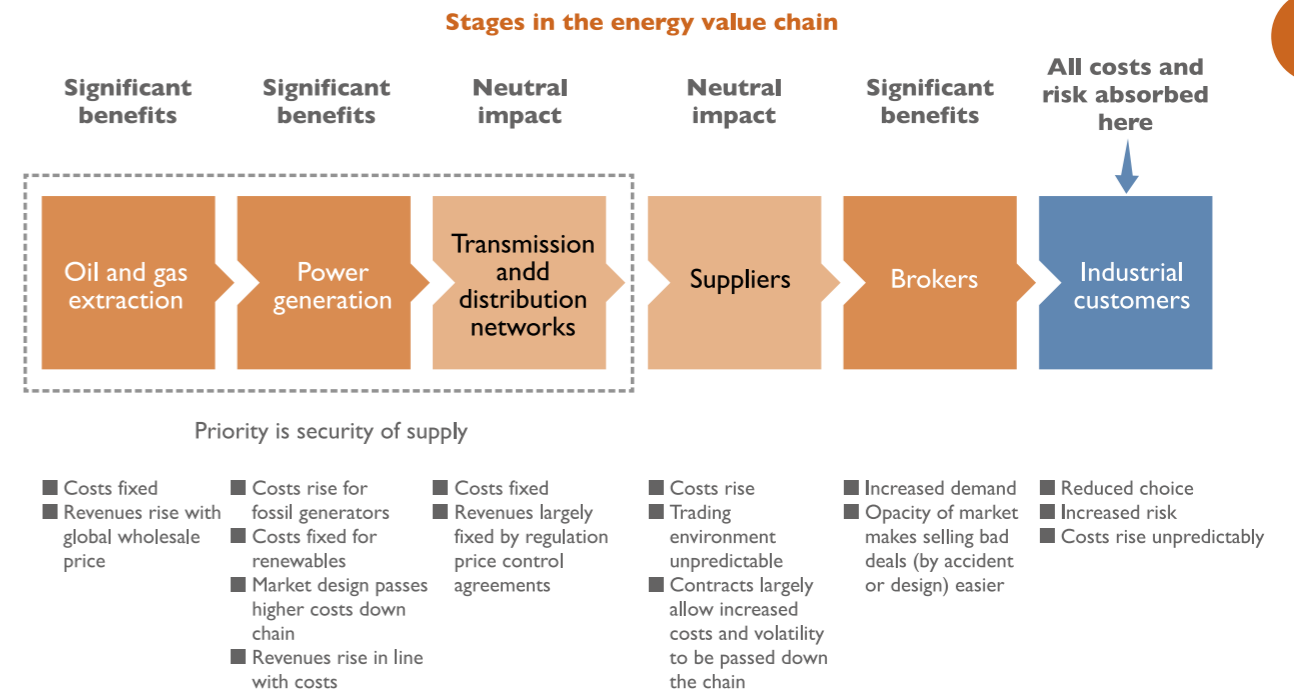 Stages in the energy value chain
Significant
benefits
Significant
benefits
Neutral
impact
Neutral
impact
Significant
benefits
All costs and
risk absorbed
here
Oil and gas
extraction
Power
generation
Transmission
andd
distribution
networks
Suppliers
Brokers
Industrial
customers
Priority is security of supply
■ Costs fixed
■ Revenues rise with
global wholesale
price
■ Costs rise for
fossil generators
■ Costs fixed for
renewables
■ Market design passes
higher costs down
chain
■ Revenues rise in line
with costs
■ Costs fixed
■ Revenues largely
fixed by regulation
price control
agreements
■ Costs rise
■ Trading
environment
unpredictable
■ Contracts largely
allow increased
costs and volatility
to be passed down
the chain
■ Increased demand
■ Opacity of market
makes selling bad
deals (by accident
or design) easier
■ Reduced choice
■ Increased risk
■ Costs rise unpredictably